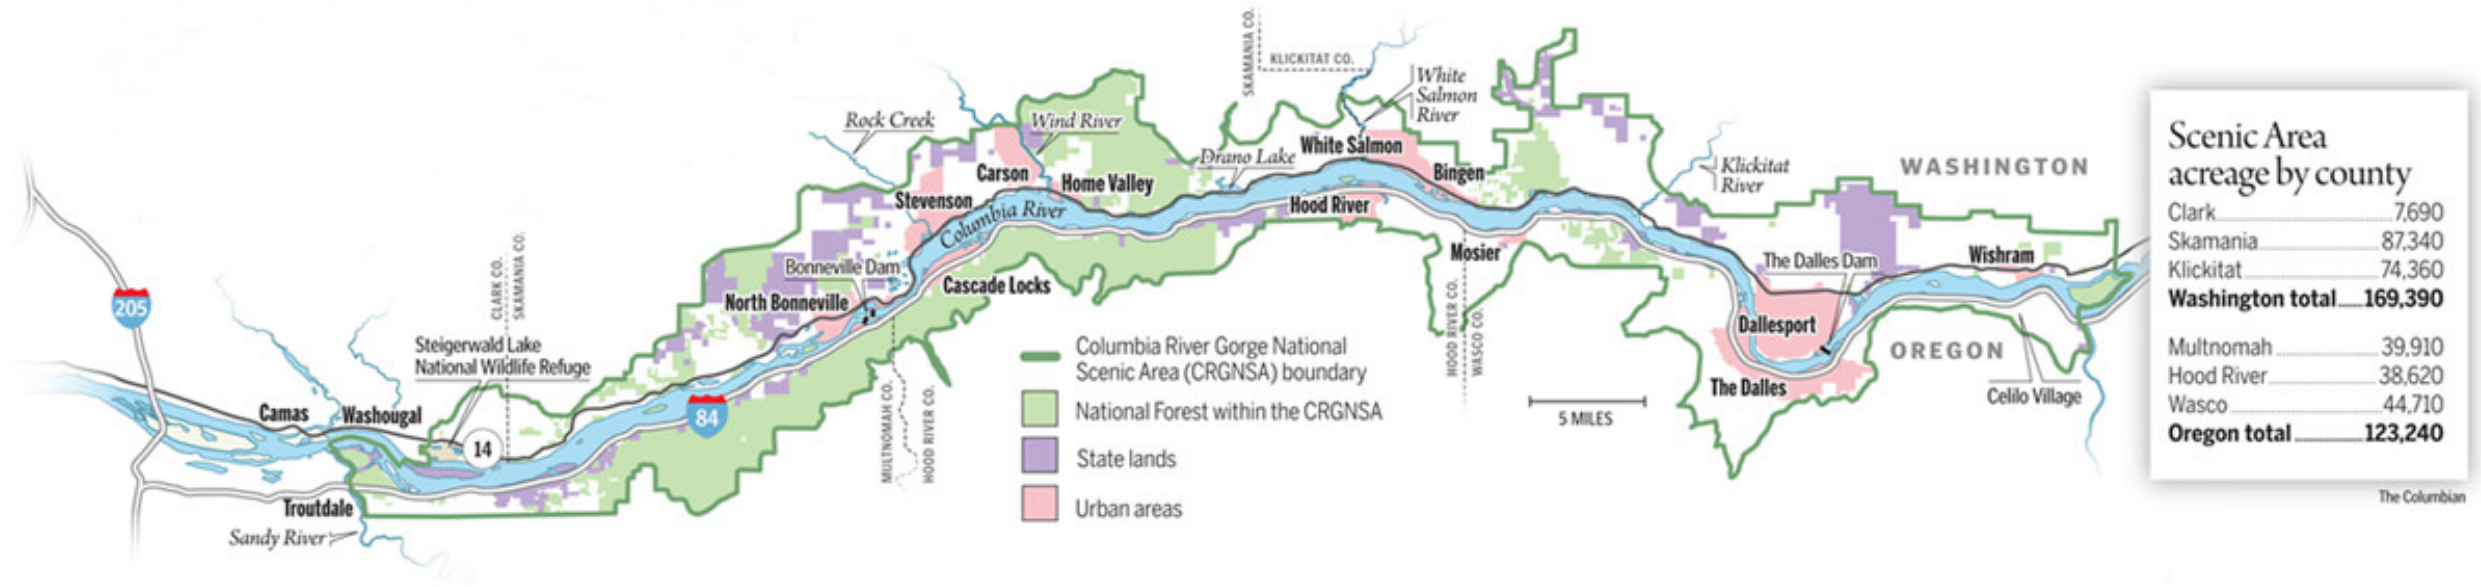 SKAMANIA CO.
KLICKITAT CO.
White
Salmon
River
Rock Creek
Wind River
Drano Lake
White Salmon
Carson
Home Valley
Bingen
Klickitat
River
WASHINGTON
Stevenson
Columbia River
Hood River
Mosier
The Dalles Dam
Wishram
Bonneville Dam
North Bonneville
Cascade Locks
CLARK CO.
SKAMANIA CO.
205
HOOD RIVER CO.
WASCO CO.
Dallesport
OREGON
Steigerwald Lake
National Wildlife Refuge
Camas
Washougal
14
84
MULTNOMAH CO.
HOOD RIVER CO.
The Dalles
Celilo Village
Troutdale
Sandy River
Columbia River Gorge National
Scenic Area (CRGNSA) boundary
National Forest within the CRGNSA
State lands
Urban areas
5 MILES
Scenic Area
acreage by county
Clark 7,690
Skamania 87,340
Klickitat 74,360
Washington total 169,390
Multnomah 39,910
Hood River 38,620
Wasco 44,710
Oregon total 123,240
The Columbian